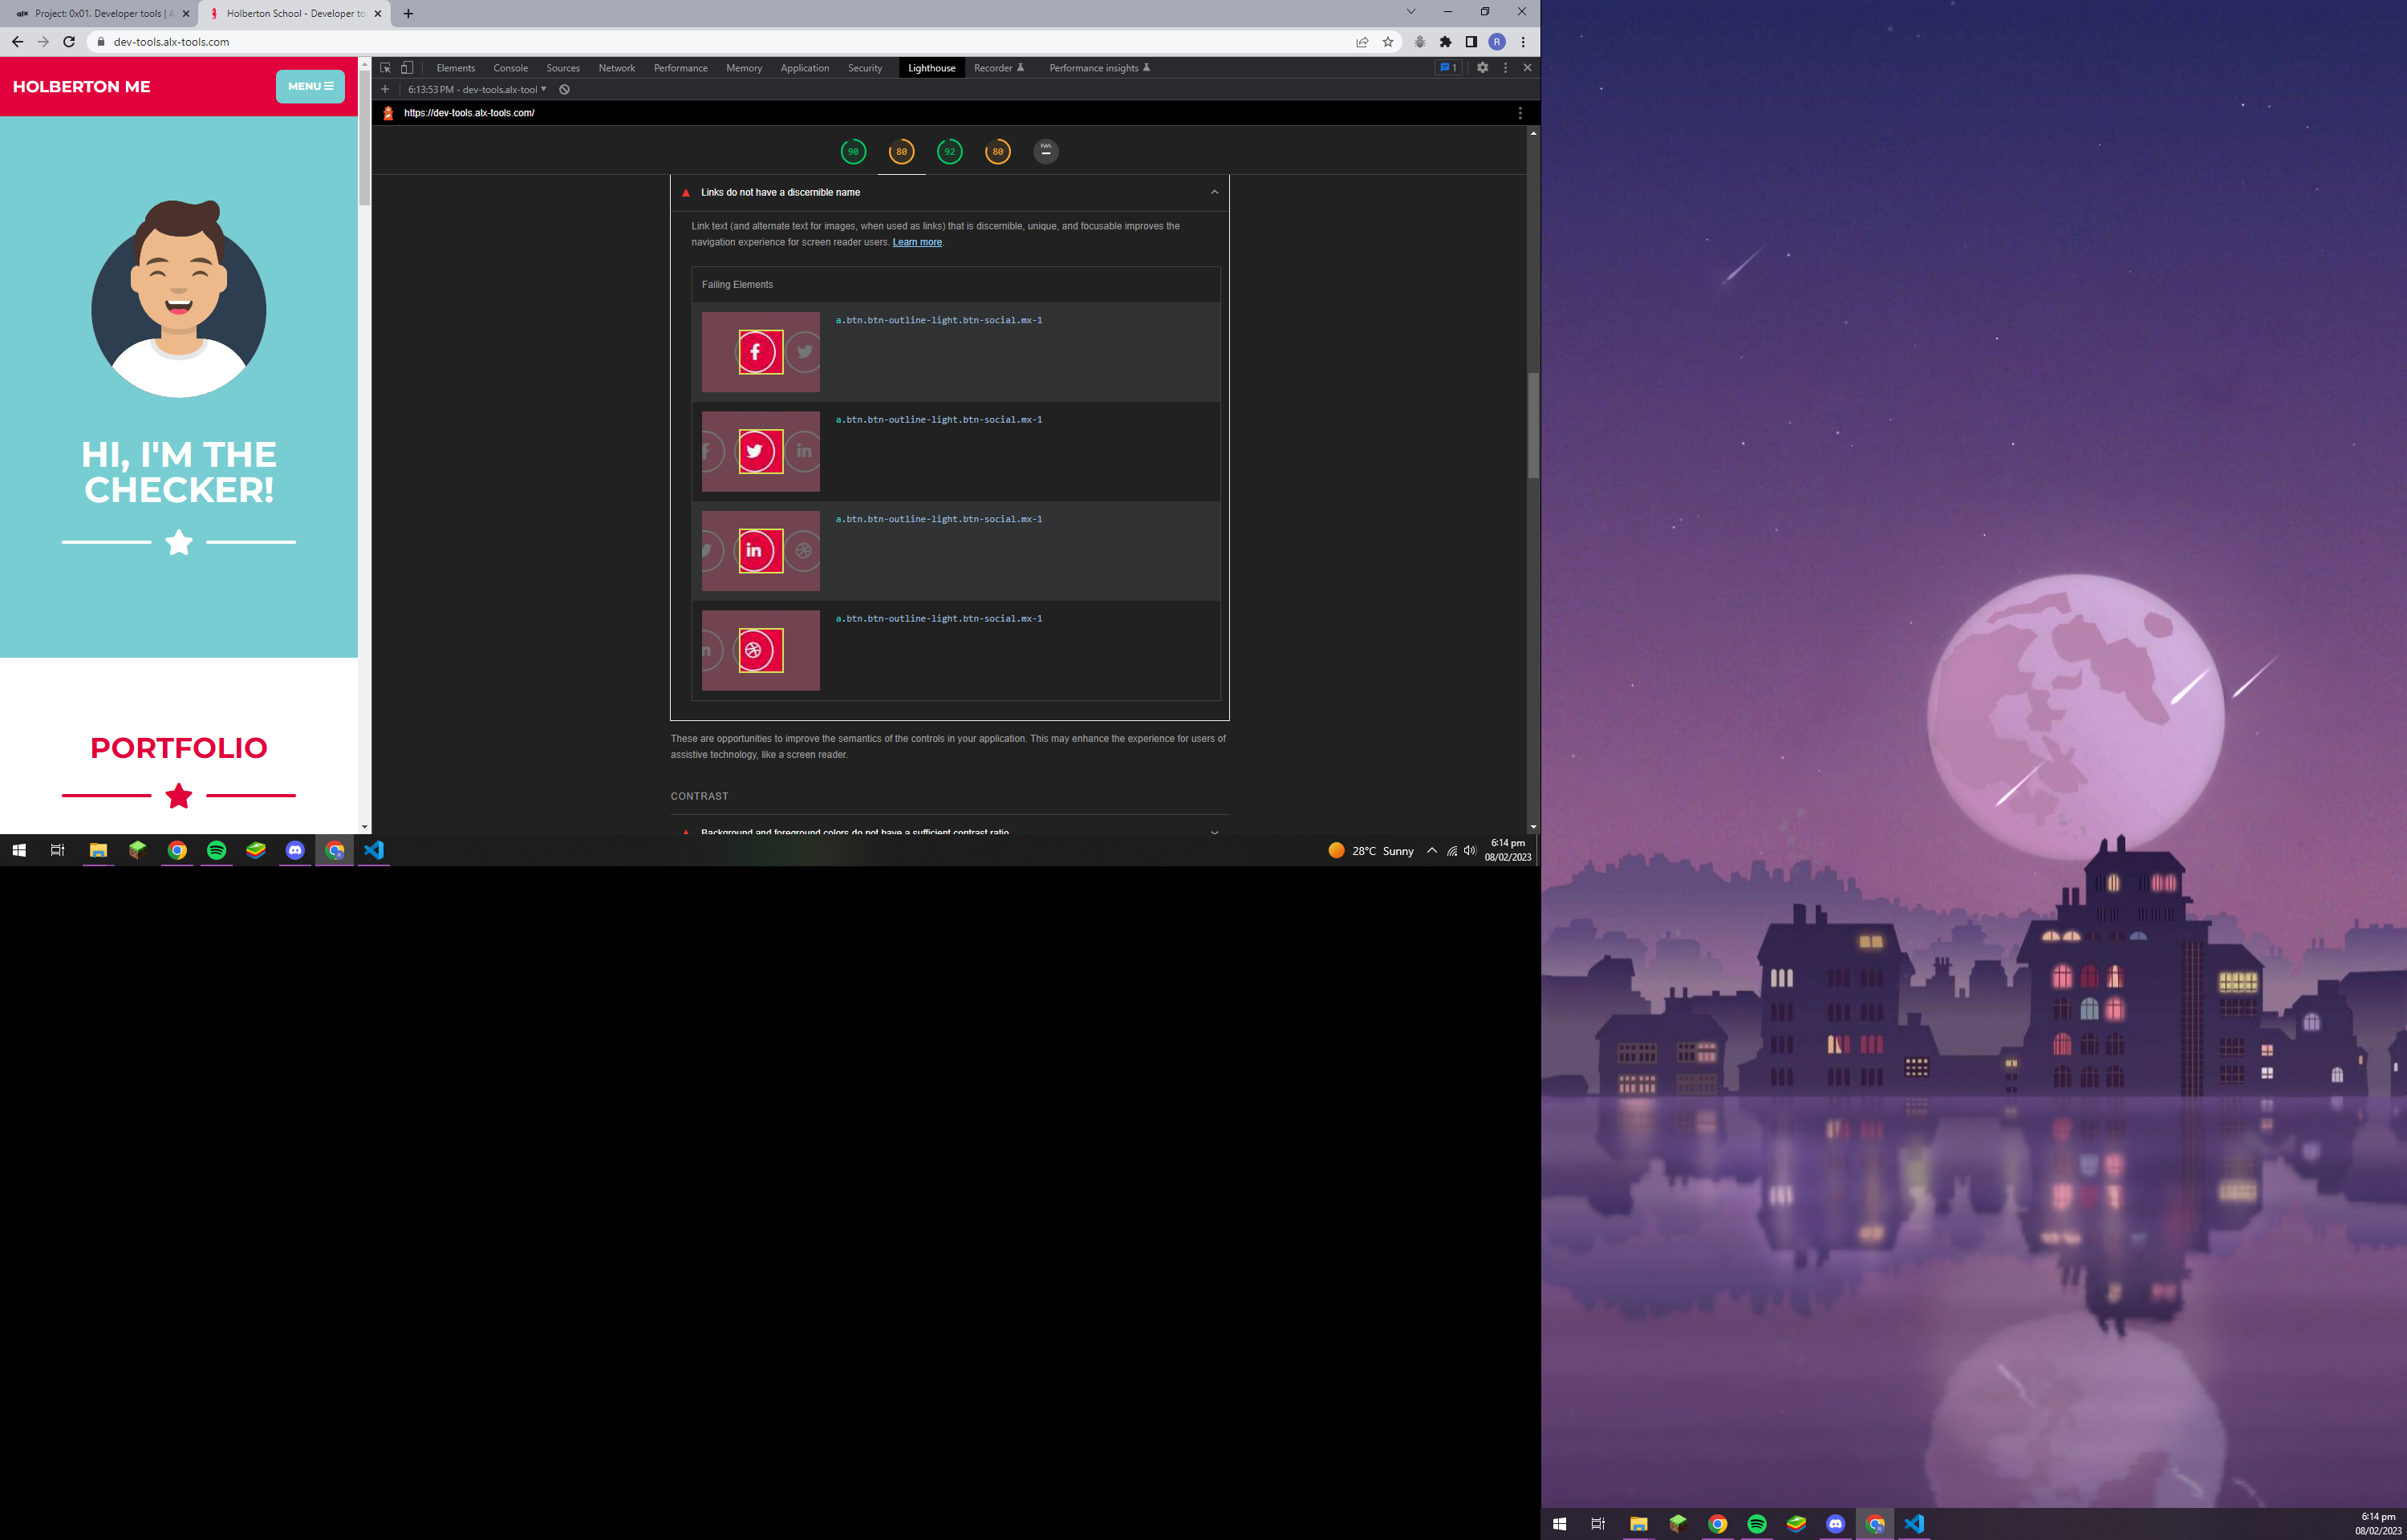 alx Project: 0x01. Developer tools | A
Holberton School - Developer too
dev-tools.alx-tools.com
R
HOLBERTON ME
MENU
HI, I'M THE
CHECKER!
PORTFOLIO
Elements Console Sources Network Performance Memory Application Security Lighthouse Recorder Performance insights 1
6:13:53 PM - dev-tools.alx-tool
https://dev-tools.alx-tools.com/
90 80 92 80 PWA
Links do not have a discernible name
Link text (and alternate text for images, when used as links) that is discernible, unique, and focusable improves the
navigation experience for screen reader users. Learn more.
Failing Elements
a.btn.btn-outline-light.btn-social.mx-1
a.btn.btn-outline-light.btn-social.mx-1
a.btn.btn-outline-light.btn-social.mx-1
a.btn.btn-outline-light.btn-social.mx-1
These are opportunities to improve the semantics of the controls in your application. This may enhance the experience for users of
assistive technology, like a screen reader.
CONTRAST
Background and foreground colors do not have a sufficient contrast ratio
28°C Sunny
6:14 pm
08/02/2023
6:14 pm
08/02/2023